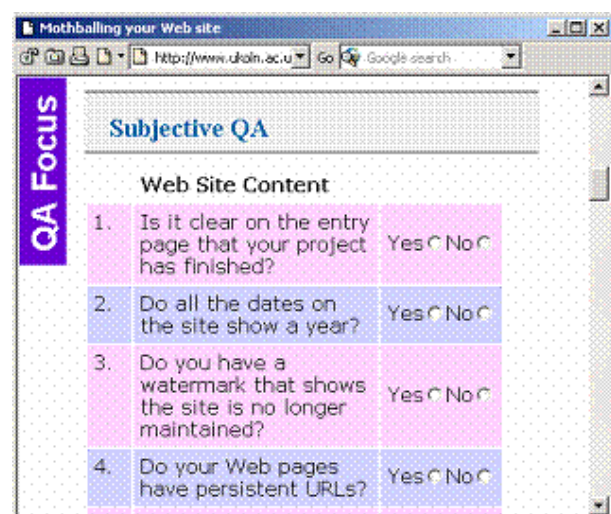 Mothballing your Web site
http://www.ukoln.ac.u Go Google search
QA Focus
Subjective QA
Web Site Content
1. Is it clear on the entry page that your project has finished? Yes No
2. Do all the dates on the site show a year? Yes No
3. Do you have a watermark that shows the site is no longer maintained? Yes No
4. Do your Web pages have persistent URLs? Yes No